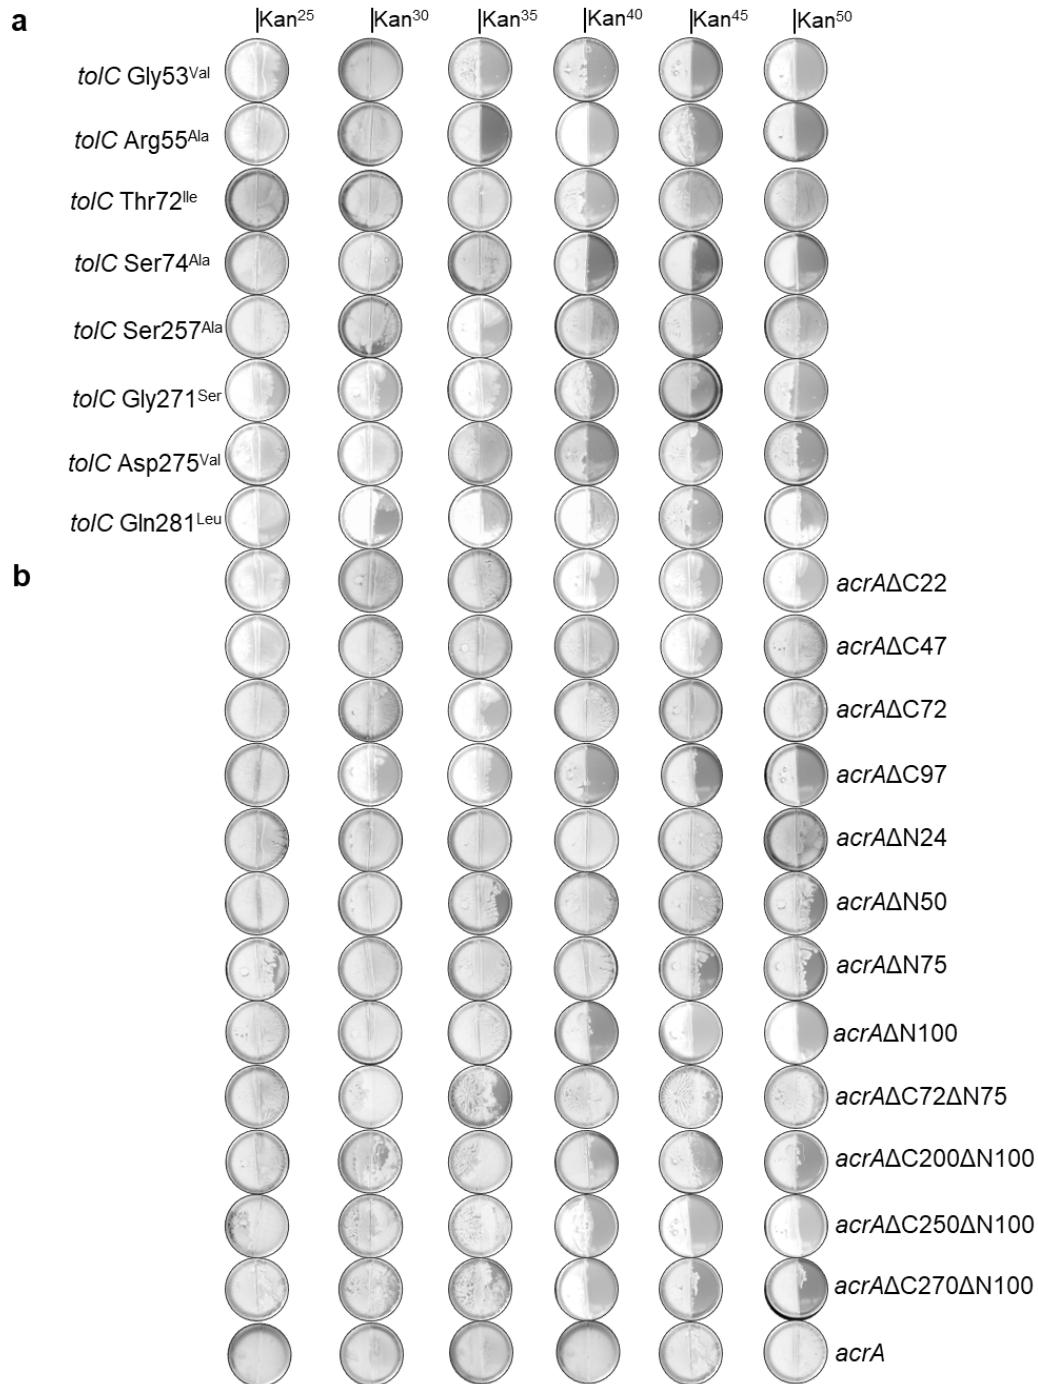 a
|Kan25 |Kan30 |Kan35 |Kan40 |Kan45 |Kan50
tolC Gly53Val
tolC Arg55Ala
tolC Thr72Ile
tolC Ser74Ala
tolC Ser257Ala
tolC Gly271Ser
tolC Asp275Val
tolC Gln281Leu
b
acrAΔC22
acrAΔC47
acrAΔC72
acrAΔC97
acrAΔN24
acrAΔN50
acrAΔN75
acrAΔN100
acrAΔC72ΔN75
acrAΔC200ΔN100
acrAΔC250ΔN100
acrAΔC270ΔN100
acrA